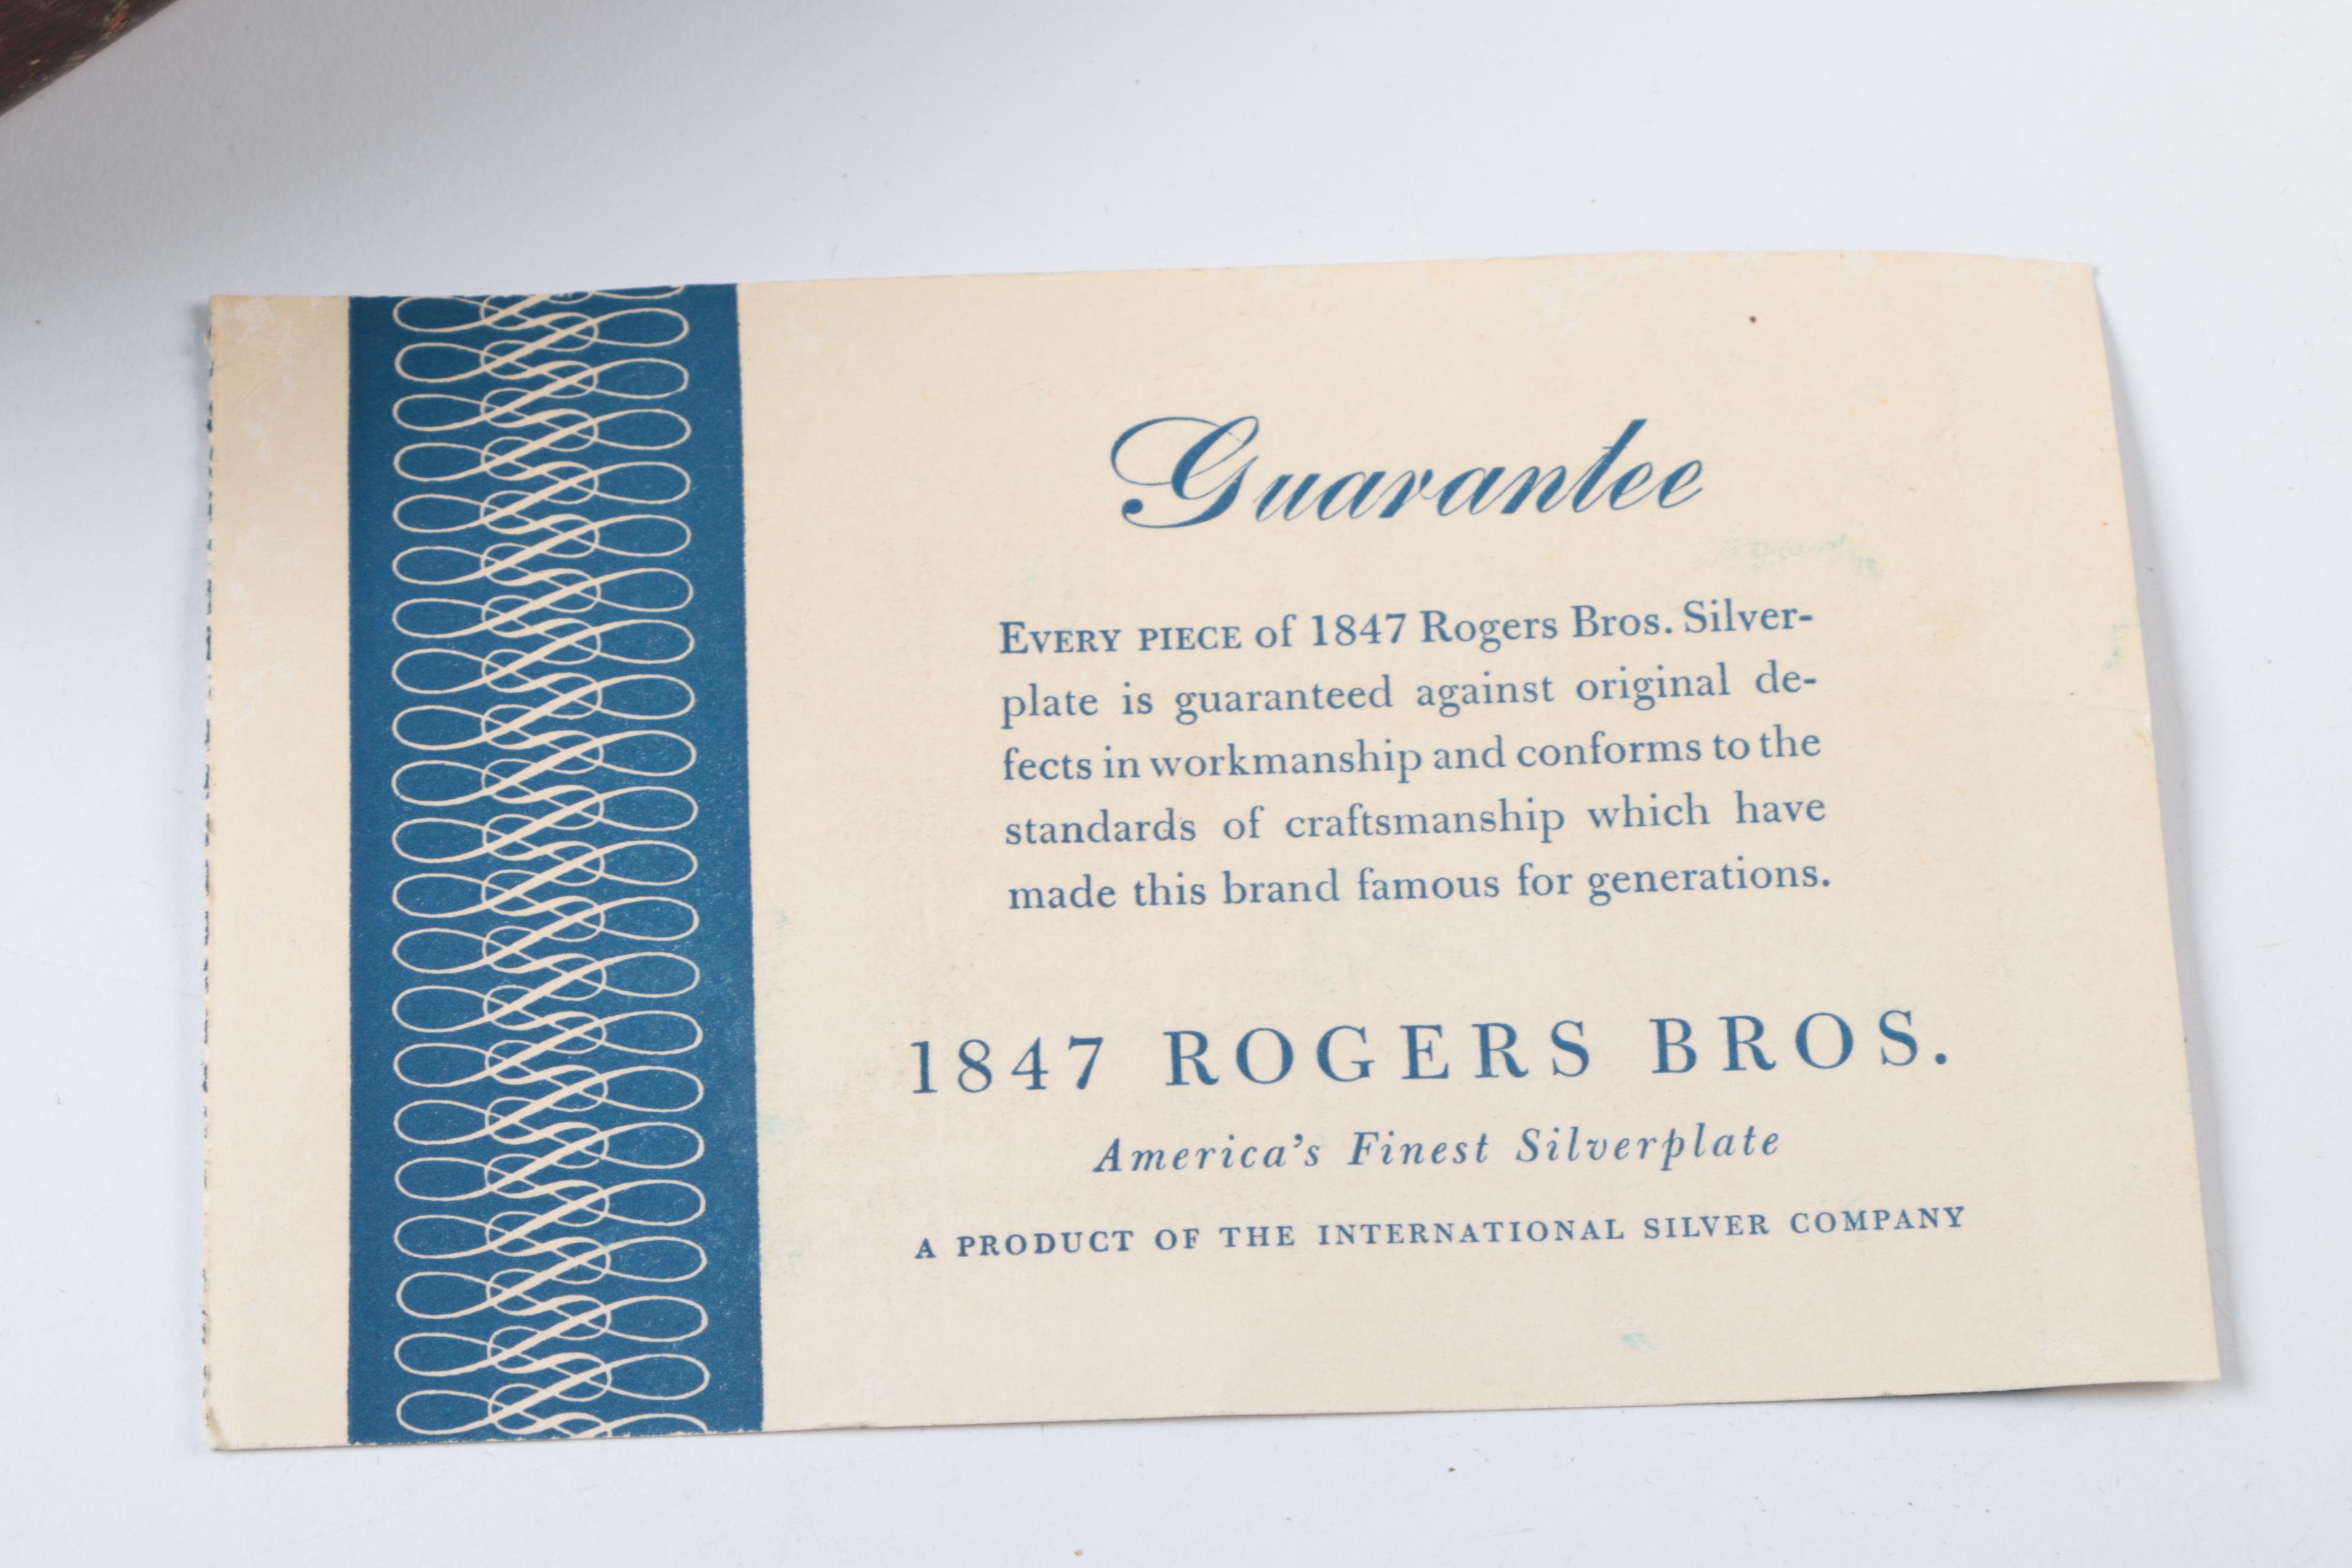 Guarantee
EVERY PIECE of 1847 Rogers Bros. Silver-
plate is guaranteed against original de-
fects in workmanship and conforms to the
standards of craftsmanship which have
made this brand famous for generations.
1847 ROGERS BROS.
America's Finest Silverplate
A PRODUCT OF THE INTERNATIONAL SILVER COMPANY